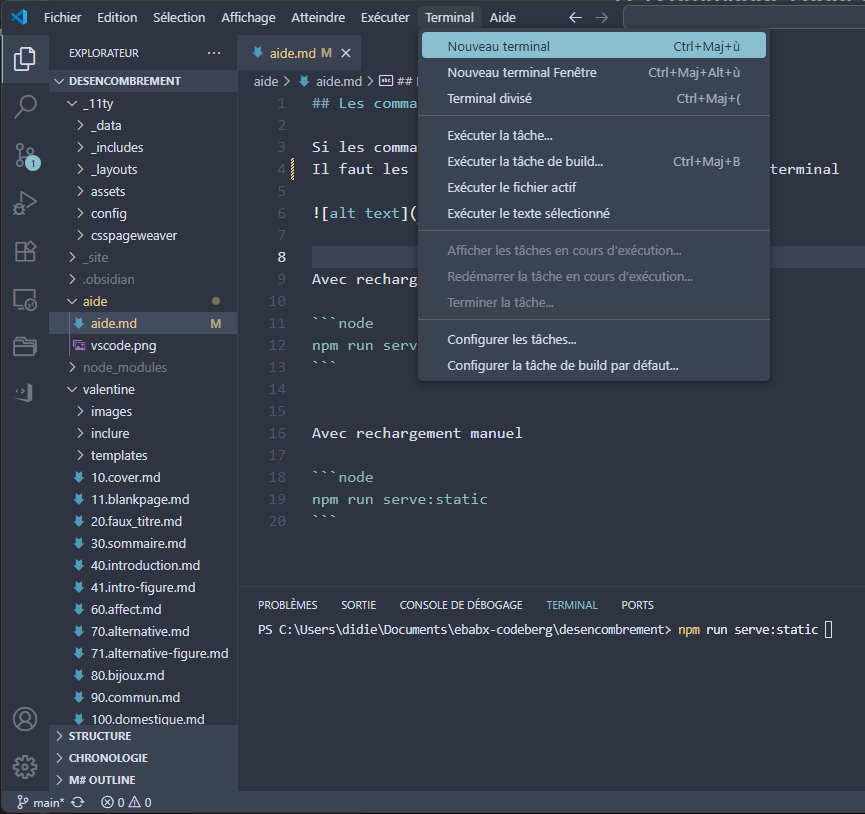 Fichier Edition Sélection Affichage Atteindre Exécuter Terminal Aide
EXPLORATEUR
DESENCOMBREMENT
_11ty
_data
_includes
_layouts
assets
config
csspageweaver
_site
.obsidian
aide
aide.md M
vscode.png
node_modules
valentine
images
inclure
templates
10.cover.md
11.blankpage.md
20.faux_titre.md
30.sommaire.md
40.introduction.md
41.intro-figure.md
60.affect.md
70.alternative.md
71.alternative-figure.md
80.bijoux.md
90.commun.md
100.domestique.md
STRUCTURE
CHRONOLOGIE
M# OUTLINE
1
aide.md M
aide > aide.md > abc ##
1 ## Les comma
2
3 Si les comma
4 Il faut les terminal
5
6 ![alt text](
7
8
9 Avec recharg
10
11 ```node
12 npm run serv
13 ```
14
15
16 Avec rechargement manuel
17
18 ```node
19 npm run serve:static
20 ```
Nouveau terminal Ctrl+Maj+ù
Nouveau terminal Fenêtre Ctrl+Maj+Alt+ù
Terminal divisé Ctrl+Maj+(
Exécuter la tâche...
Exécuter la tâche de build... Ctrl+Maj+B
Exécuter le fichier actif
Exécuter le texte sélectionné
Afficher les tâches en cours d'exécution...
Redémarrer la tâche en cours d'exécution...
Terminer la tâche...
Configurer les tâches...
Configurer la tâche de build par défaut...
PROBLÈMES SORTIE CONSOLE DE DÉBOGAGE TERMINAL PORTS
PS C:\Users\didie\Documents\ebabx-codeberg\desencombrement> npm run serve:static
main* 0 0